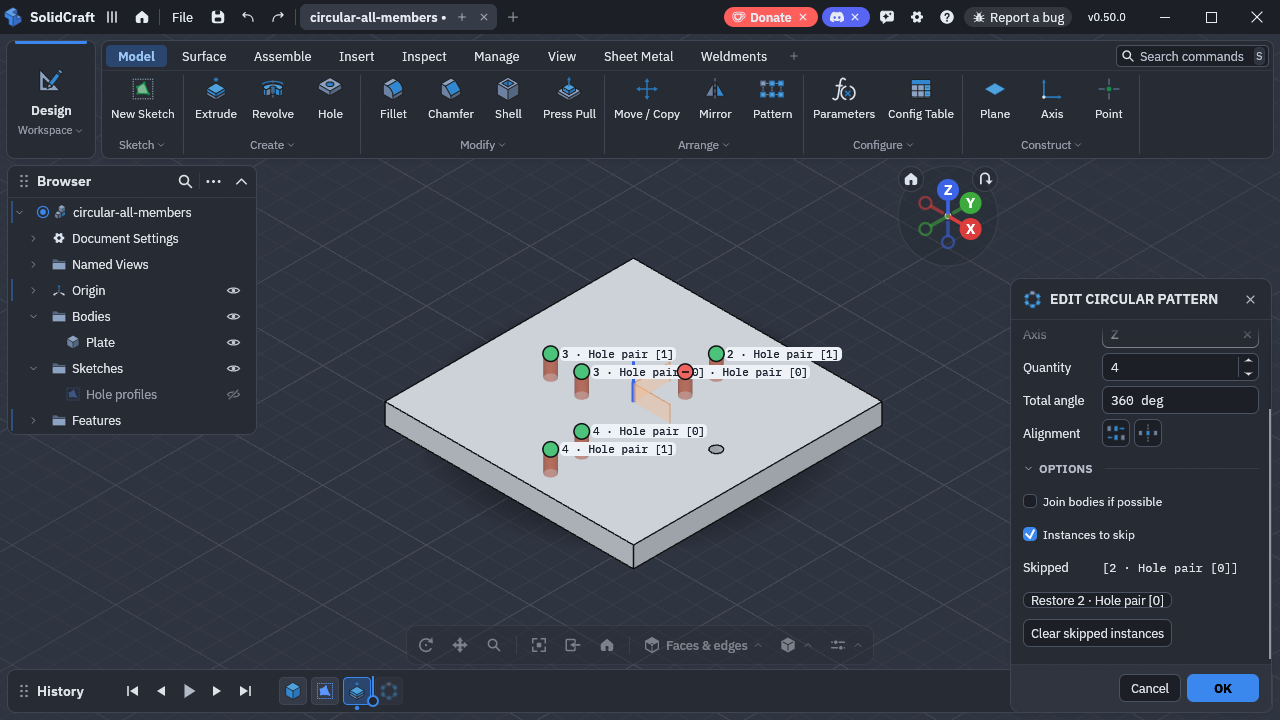 SolidCraft
File
circular-all-members •
Donate
Report a bug
v0.50.0
Design
Workspace
Model
Surface
Assemble
Insert
Inspect
Manage
View
Sheet Metal
Weldments
Search commands
S
New Sketch
Extrude
Revolve
Hole
Fillet
Chamfer
Shell
Press Pull
Move / Copy
Mirror
Pattern
Parameters
Config Table
Plane
Axis
Point
Sketch
Create
Modify
Arrange
Configure
Construct
Browser
circular-all-members
Document Settings
Named Views
Origin
Bodies
Plate
Sketches
Hole profiles
Features
Z
Y
X
3 · Hole pair [1]
2 · Hole pair [1]
3 · Hole pair
0]
· Hole pair [0]
4 · Hole pair [0]
4 · Hole pair [1]
EDIT CIRCULAR PATTERN
Axis
Z
Quantity
4
Total angle
360 deg
Alignment
OPTIONS
Join bodies if possible
Instances to skip
Skipped
[2 · Hole pair [0]]
Restore 2 · Hole pair [0]
Clear skipped instances
Cancel
OK
Faces & edges
History